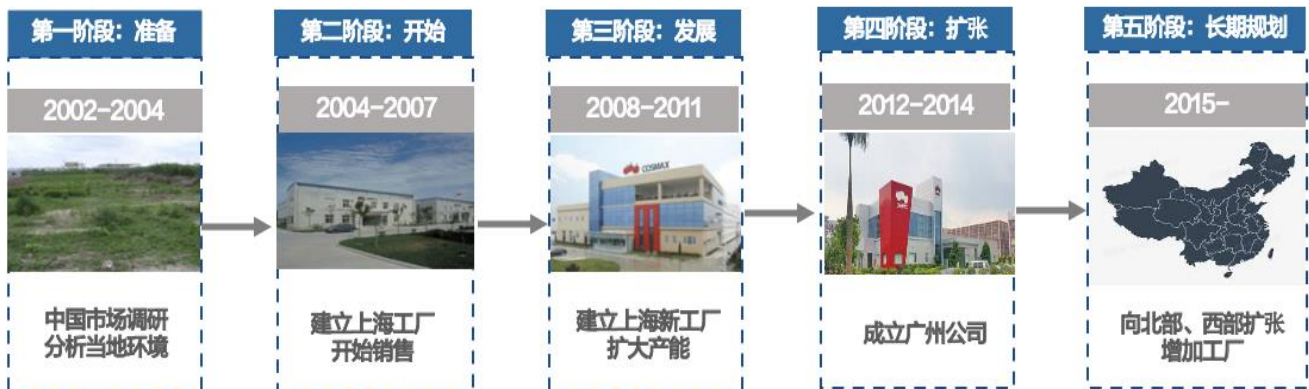 第一阶段：准备
2002-2004
中国市场调研
分析当地环境
第二阶段：开始
2004-2007
建立上海工厂
开始销售
第三阶段：发展
2008-2011
COSMAX
建立上海新工厂
扩大产能
第四阶段：扩张
2012-2014
成立广州公司
第五阶段：长期规划
2015-
向北部、西部扩张
增加工厂